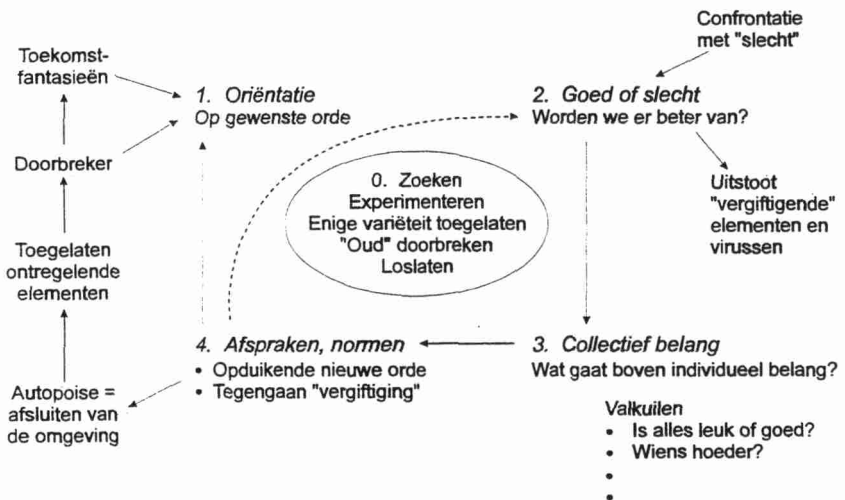 Confrontatie
met "slecht"
Toekomst-
fantasieën
1. Oriëntatie
Op gewenste orde
2. Goed of slecht
Worden we er beter van?
Doorbreker
0. Zoeken
Experimenteren
Enige variëteit toegelaten
"Oud" doorbreken
Loslaten
Uitstoot
"vergiftigende"
elementen en
virussen
Toegelaten
ontregelende
elementen
4. Afspraken, normen
• Opduikende nieuwe orde
• Tegengaan "vergiftiging"
3. Collectief belang
Wat gaat boven individueel belang?
Autopoise =
afsluiten van
de omgeving
Valkuilen
• Is alles leuk of goed?
• Wiens hoeder?
•
•